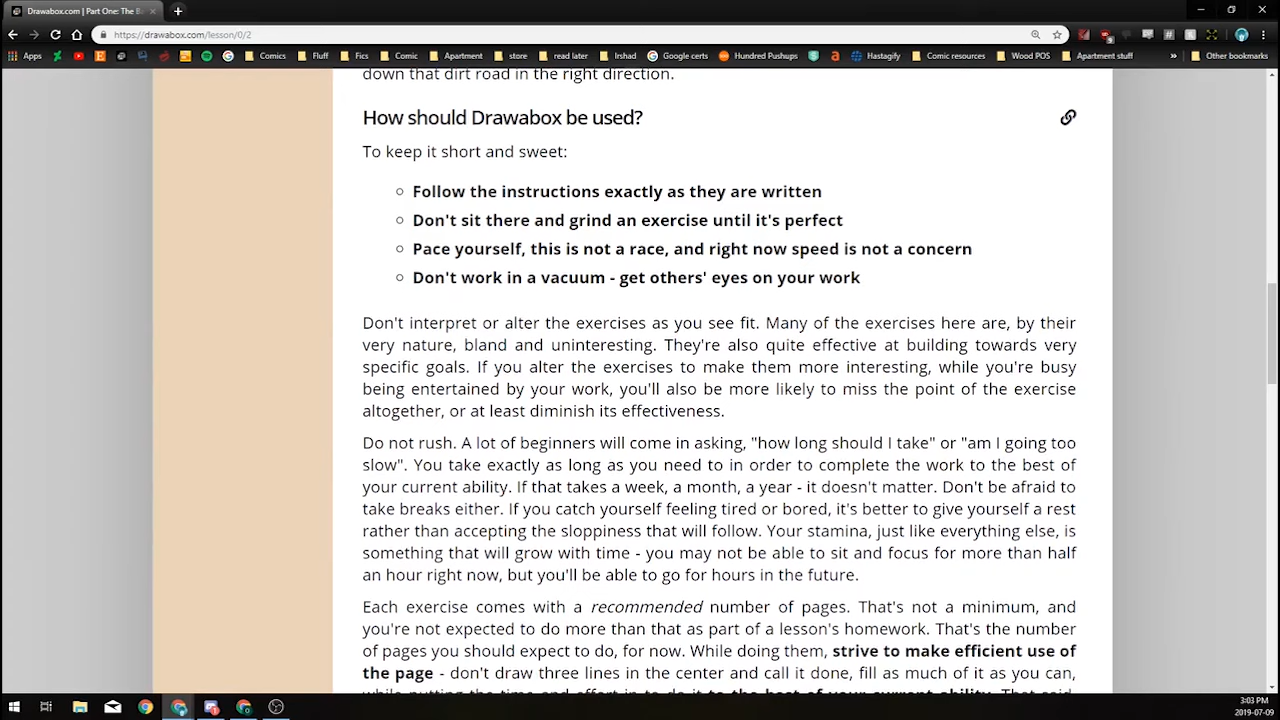 Drawabox.com | Part One: The B
https://drawabox.com/lesson/0/2
Apps
Comics
Fluff
Fics
Comic
Apartment
store
read later
Irshad
Google certs
Hundred Pushups
Hastagify
Comic resources
Wood POS
Apartment stuff
»
Other bookmarks
down that dirt road in the right direction.
How should Drawabox be used?
To keep it short and sweet:
Follow the instructions exactly as they are written
Don't sit there and grind an exercise until it's perfect
Pace yourself, this is not a race, and right now speed is not a concern
Don't work in a vacuum - get others' eyes on your work
Don't interpret or alter the exercises as you see fit. Many of the exercises here are, by their
very nature, bland and uninteresting. They're also quite effective at building towards very
specific goals. If you alter the exercises to make them more interesting, while you're busy
being entertained by your work, you'll also be more likely to miss the point of the exercise
altogether, or at least diminish its effectiveness.
Do not rush. A lot of beginners will come in asking, "how long should I take" or "am I going too
slow". You take exactly as long as you need to in order to complete the work to the best of
your current ability. If that takes a week, a month, a year - it doesn't matter. Don't be afraid to
take breaks either. If you catch yourself feeling tired or bored, it's better to give yourself a rest
rather than accepting the sloppiness that will follow. Your stamina, just like everything else, is
something that will grow with time - you may not be able to sit and focus for more than half
an hour right now, but you'll be able to go for hours in the future.
Each exercise comes with a recommended number of pages. That's not a minimum, and
you're not expected to do more than that as part of a lesson's homework. That's the number
of pages you should expect to do, for now. While doing them, strive to make efficient use of
the page - don't draw three lines in the center and call it done, fill as much of it as you can,
while putting the time and effort in to do it to the best of your current ability. That said,
3:03 PM
2019-07-09